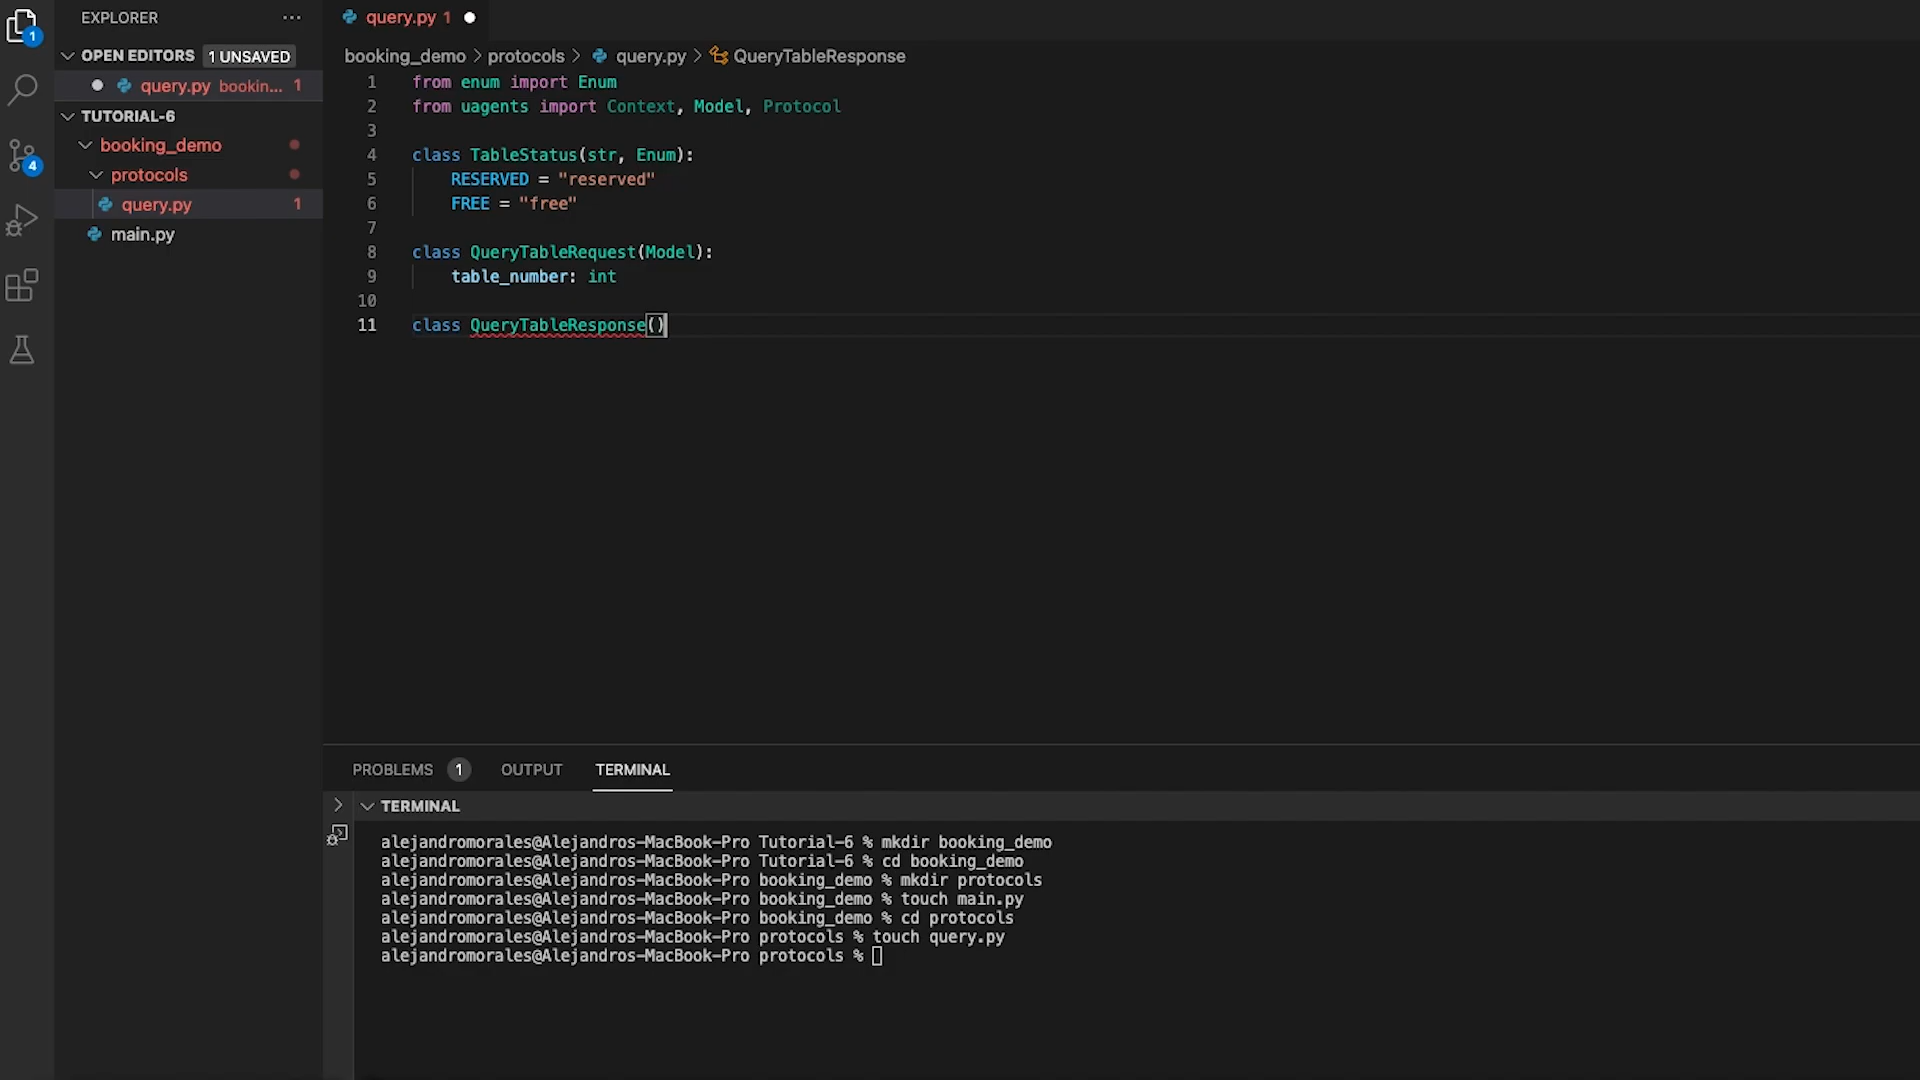 EXPLORER
OPEN EDITORS 1 UNSAVED
query.py bookin... 1
TUTORIAL-6
booking_demo
protocols
query.py 1
main.py
1
4
query.py 1
booking_demo > protocols > query.py > QueryTableResponse
1 from enum import Enum
2 from uagents import Context, Model, Protocol
3
4 class TableStatus(str, Enum):
5 RESERVED = "reserved"
6 FREE = "free"
7
8 class QueryTableRequest(Model):
9 table_number: int
10
11 class QueryTableResponse()
PROBLEMS 1 OUTPUT TERMINAL
TERMINAL
alejandromorales@Alejandros-MacBook-Pro Tutorial-6 % mkdir booking_demo
alejandromorales@Alejandros-MacBook-Pro Tutorial-6 % cd booking_demo
alejandromorales@Alejandros-MacBook-Pro booking_demo % mkdir protocols
alejandromorales@Alejandros-MacBook-Pro booking_demo % touch main.py
alejandromorales@Alejandros-MacBook-Pro booking_demo % cd protocols
alejandromorales@Alejandros-MacBook-Pro protocols % touch query.py
alejandromorales@Alejandros-MacBook-Pro protocols %